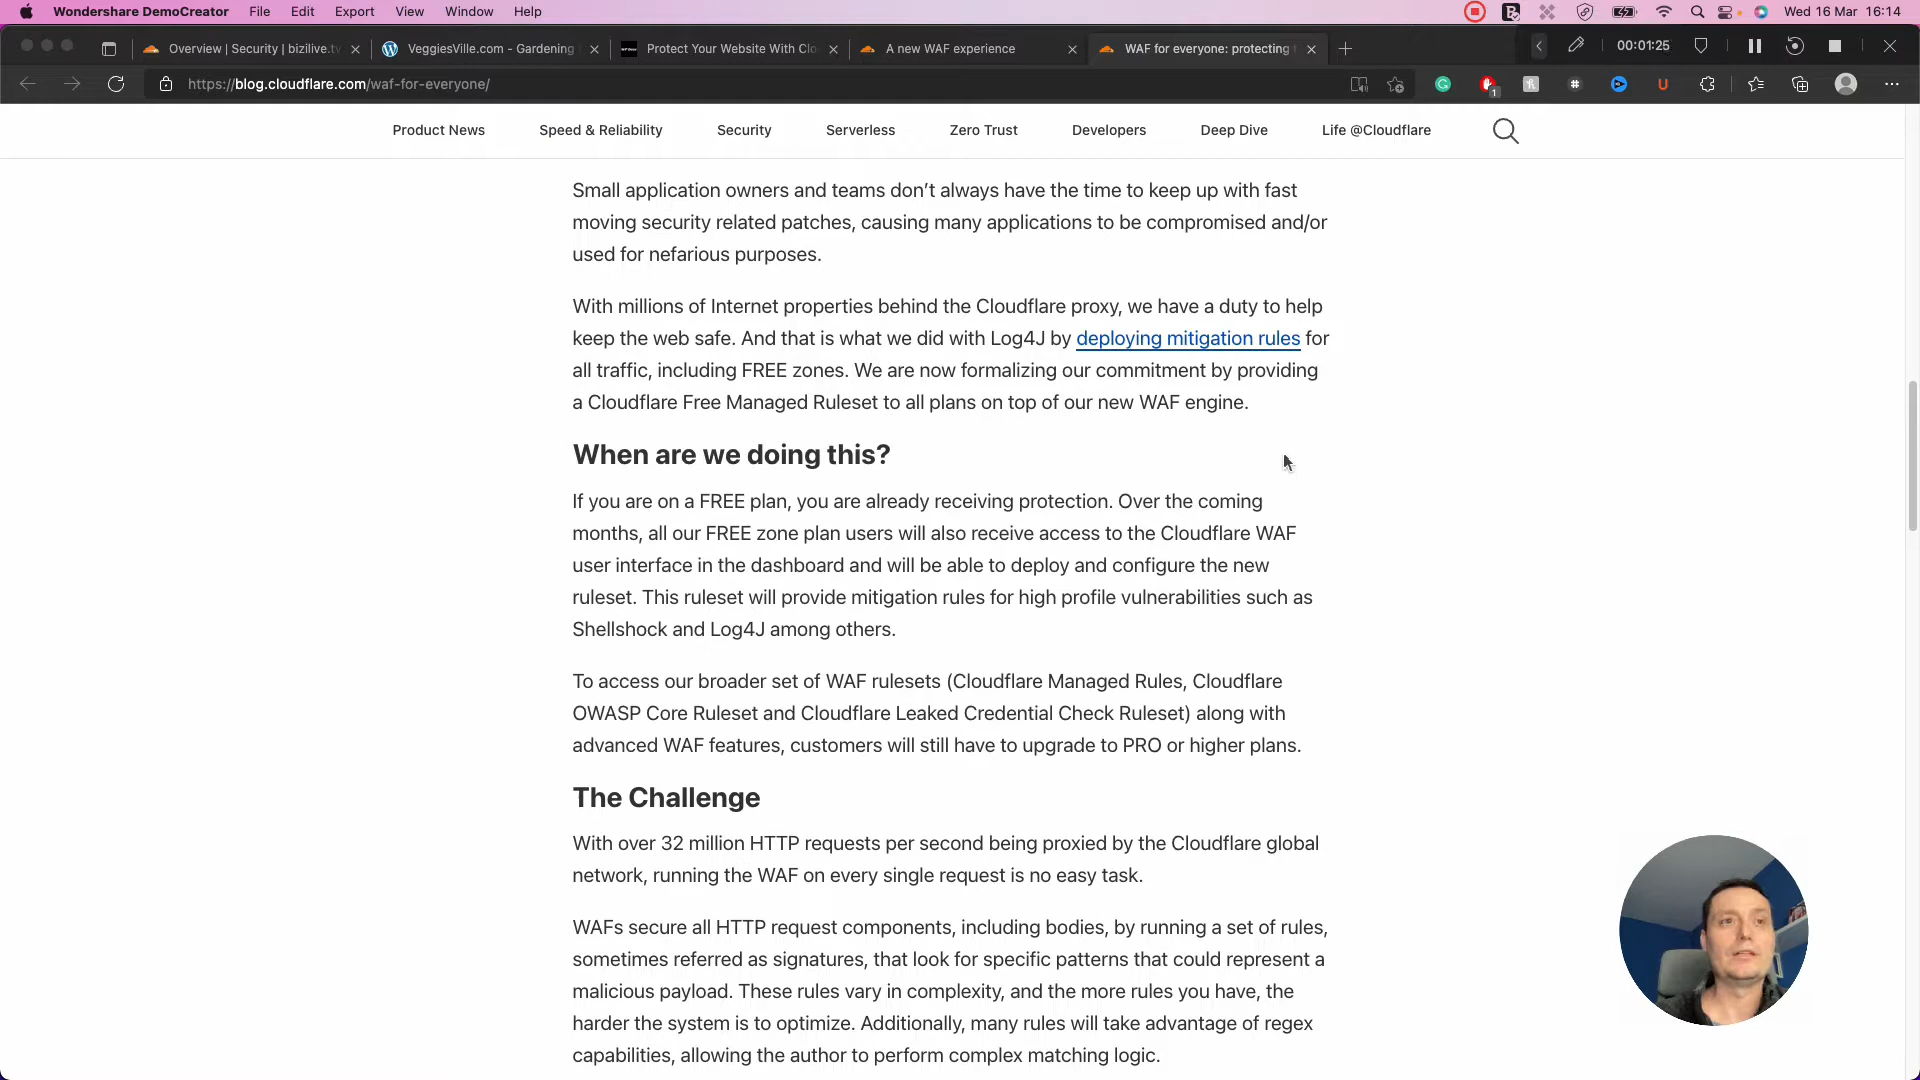 Wondershare DemoCreator File Edit Export View Window Help Wed 16 Mar 16:14
Overview | Security | bizilive.tv VeggiesVille.com - Gardening Protect Your Website With Clo A new WAF experience WAF for everyone: protecting 00:01:25
https://blog.cloudflare.com/waf-for-everyone/
Product News Speed & Reliability Security Serverless Zero Trust Developers Deep Dive Life @Cloudflare
Small application owners and teams don’t always have the time to keep up with fast
moving security related patches, causing many applications to be compromised and/or
used for nefarious purposes.
With millions of Internet properties behind the Cloudflare proxy, we have a duty to help
keep the web safe. And that is what we did with Log4J by deploying mitigation rules for
all traffic, including FREE zones. We are now formalizing our commitment by providing
a Cloudflare Free Managed Ruleset to all plans on top of our new WAF engine.
When are we doing this?
If you are on a FREE plan, you are already receiving protection. Over the coming
months, all our FREE zone plan users will also receive access to the Cloudflare WAF
user interface in the dashboard and will be able to deploy and configure the new
ruleset. This ruleset will provide mitigation rules for high profile vulnerabilities such as
Shellshock and Log4J among others.
To access our broader set of WAF rulesets (Cloudflare Managed Rules, Cloudflare
OWASP Core Ruleset and Cloudflare Leaked Credential Check Ruleset) along with
advanced WAF features, customers will still have to upgrade to PRO or higher plans.
The Challenge
With over 32 million HTTP requests per second being proxied by the Cloudflare global
network, running the WAF on every single request is no easy task.
WAFs secure all HTTP request components, including bodies, by running a set of rules,
sometimes referred as signatures, that look for specific patterns that could represent a
malicious payload. These rules vary in complexity, and the more rules you have, the
harder the system is to optimize. Additionally, many rules will take advantage of regex
capabilities, allowing the author to perform complex matching logic.